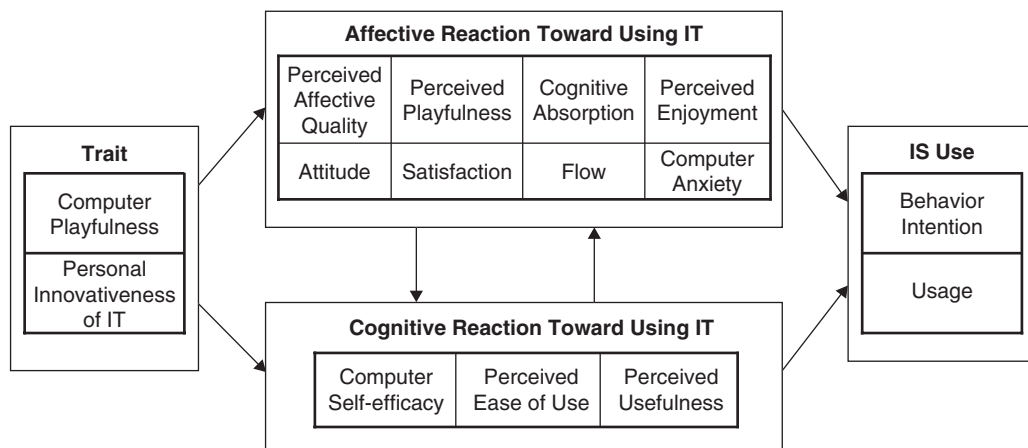 Affective Reaction Toward Using IT
Perceived
Affective
Quality
Perceived
Playfulness
Cognitive
Absorption
Perceived
Enjoyment
Attitude
Satisfaction
Flow
Computer
Anxiety
Trait
Computer
Playfulness
Personal
Innovativeness
of IT
IS Use
Behavior
Intention
Usage
Cognitive Reaction Toward Using IT
Computer
Self-efficacy
Perceived
Ease of Use
Perceived
Usefulness